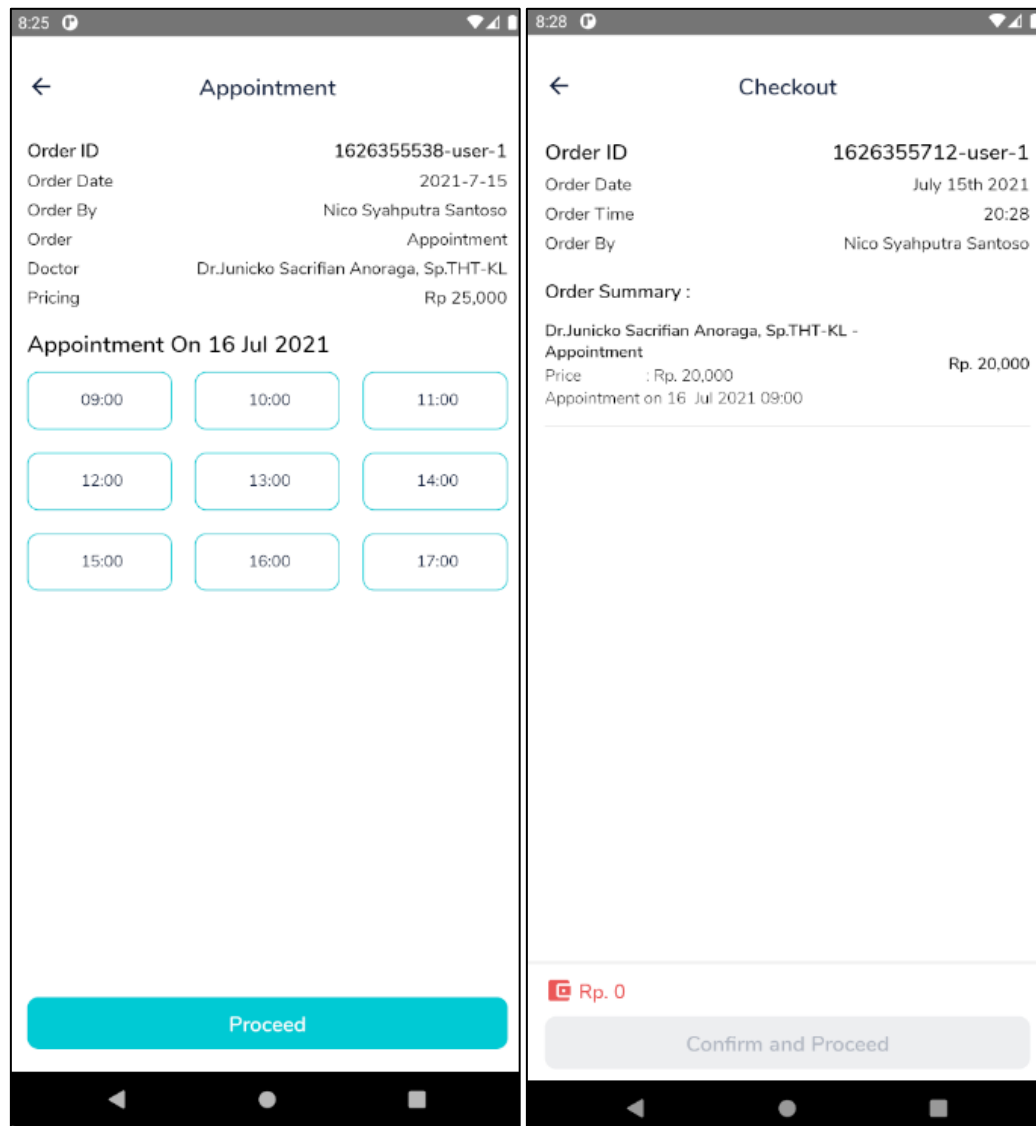 8:25
Appointment
Order ID 1626355538-user-1
Order Date 2021-7-15
Order By Nico Syahputra Santoso
Order Appointment
Doctor Dr.Junicko Sacrifian Anoraga, Sp.THT-KL
Pricing Rp 25,000
Appointment On 16 Jul 2021
09:00 10:00 11:00
12:00 13:00 14:00
15:00 16:00 17:00
Proceed
8:28
Checkout
Order ID 1626355712-user-1
Order Date July 15th 2021
Order Time 20:28
Order By Nico Syahputra Santoso
Order Summary :
Dr.Junicko Sacrifian Anoraga, Sp.THT-KL -
Appointment
Rp. 20,000
Price : Rp. 20,000
Appointment on 16 Jul 2021 09:00
Rp. 0
Confirm and Proceed